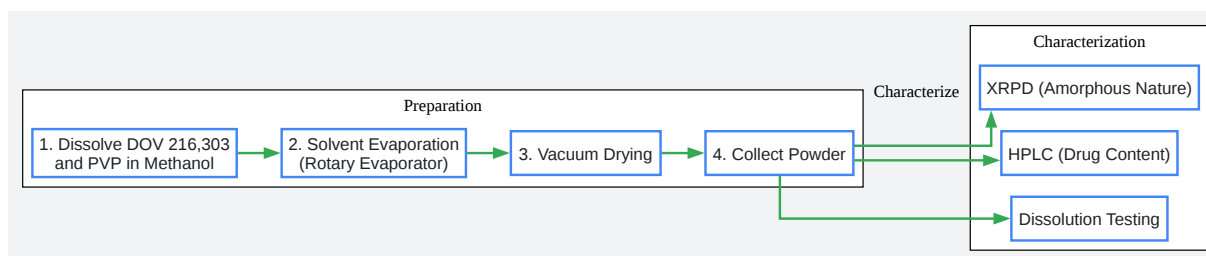 Preparation
1. Dissolve DOV 216,303
and PVP in Methanol
2. Solvent Evaporation
(Rotary Evaporator)
3. Vacuum Drying
4. Collect Powder
Characterize
Characterization
XRPD (Amorphous Nature)
HPLC (Drug Content)
Dissolution Testing